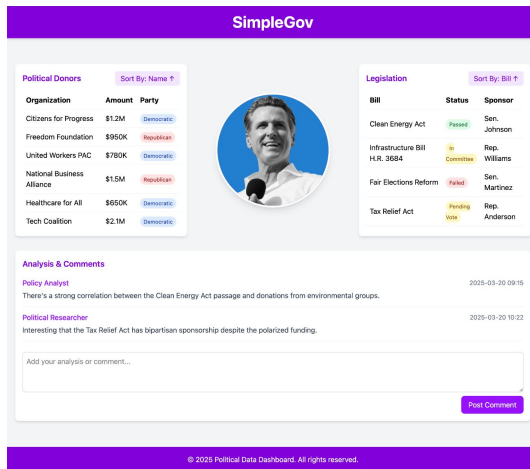 SimpleGov
Political Donors
Sort By: Name ↑
Organization Amount Party
Citizens for Progress $1.2M Democratic
Freedom Foundation $950K Republican
United Workers PAC $780K Democratic
National Business
Alliance $1.5M Republican
Healthcare for All $650K Democratic
Tech Coalition $2.1M Democratic
Legislation
Sort By: Bill ↑
Bill Status Sponsor
Clean Energy Act Passed Sen.
Johnson
Infrastructure Bill In Rep.
H.R. 3684 Committee Williams
Fair Elections Reform Failed Sen.
Martinez
Tax Relief Act Pending Rep.
Vote Anderson
Analysis & Comments
Policy Analyst 2025-03-20 09:15
There's a strong correlation between the Clean Energy Act passage and donations from environmental groups.
Political Researcher 2025-03-20 10:22
Interesting that the Tax Relief Act has bipartisan sponsorship despite the polarized funding.
Add your analysis or comment...
Post Comment
© 2025 Political Data Dashboard. All rights reserved.